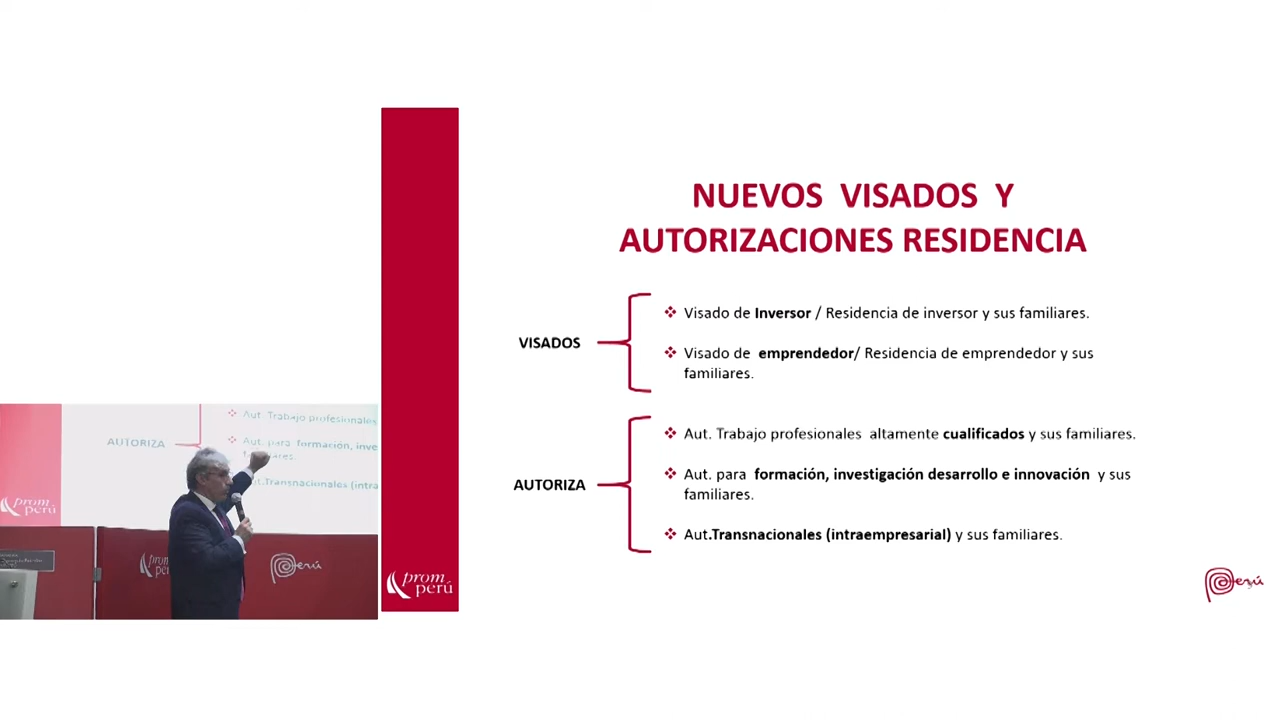 NUEVOS VISADOS Y
AUTORIZACIONES RESIDENCIA
VISADOS
❖ Visado de Inversor / Residencia de inversor y sus familiares.
❖ Visado de emprendedor/ Residencia de emprendedor y sus
familiares.
AUTORIZA
❖ Aut. Trabajo profesionales altamente cualificados y sus familiares.
❖ Aut. para formación, investigación desarrollo e innovación y sus
familiares.
❖ Aut.Transnacionales (intraempresarial) y sus familiares.
prom
perú
Perú
❖ Aut. Trabajo profesionales
AUTORIZA
❖ Aut. para formación, inve
familiares.
Aut.Transnacionales (intra
prom
perú
prom
perú
Perú